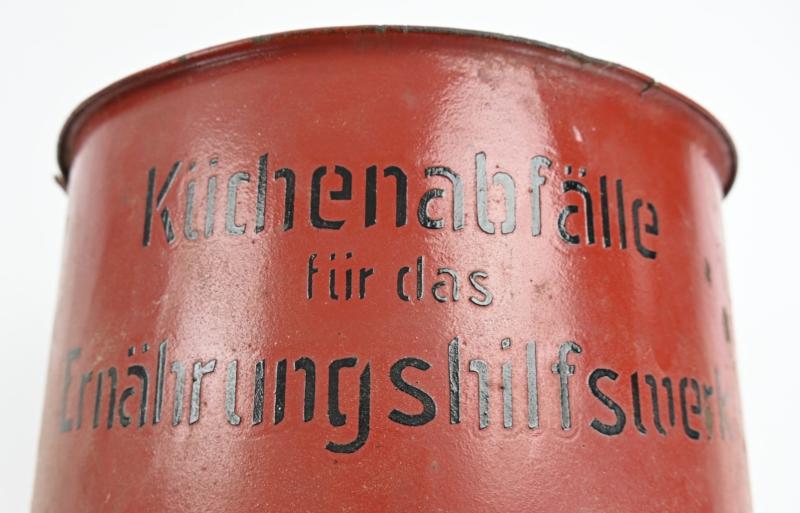 Küchenabfälle
für das
Ernährungshilfswerk